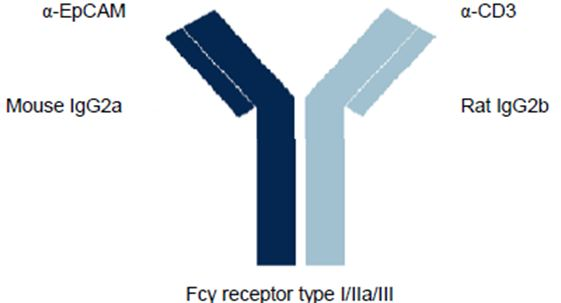 α-EpCAM
α-CD3
Mouse IgG2a
Rat IgG2b
Fcγ receptor type I/IIa/III